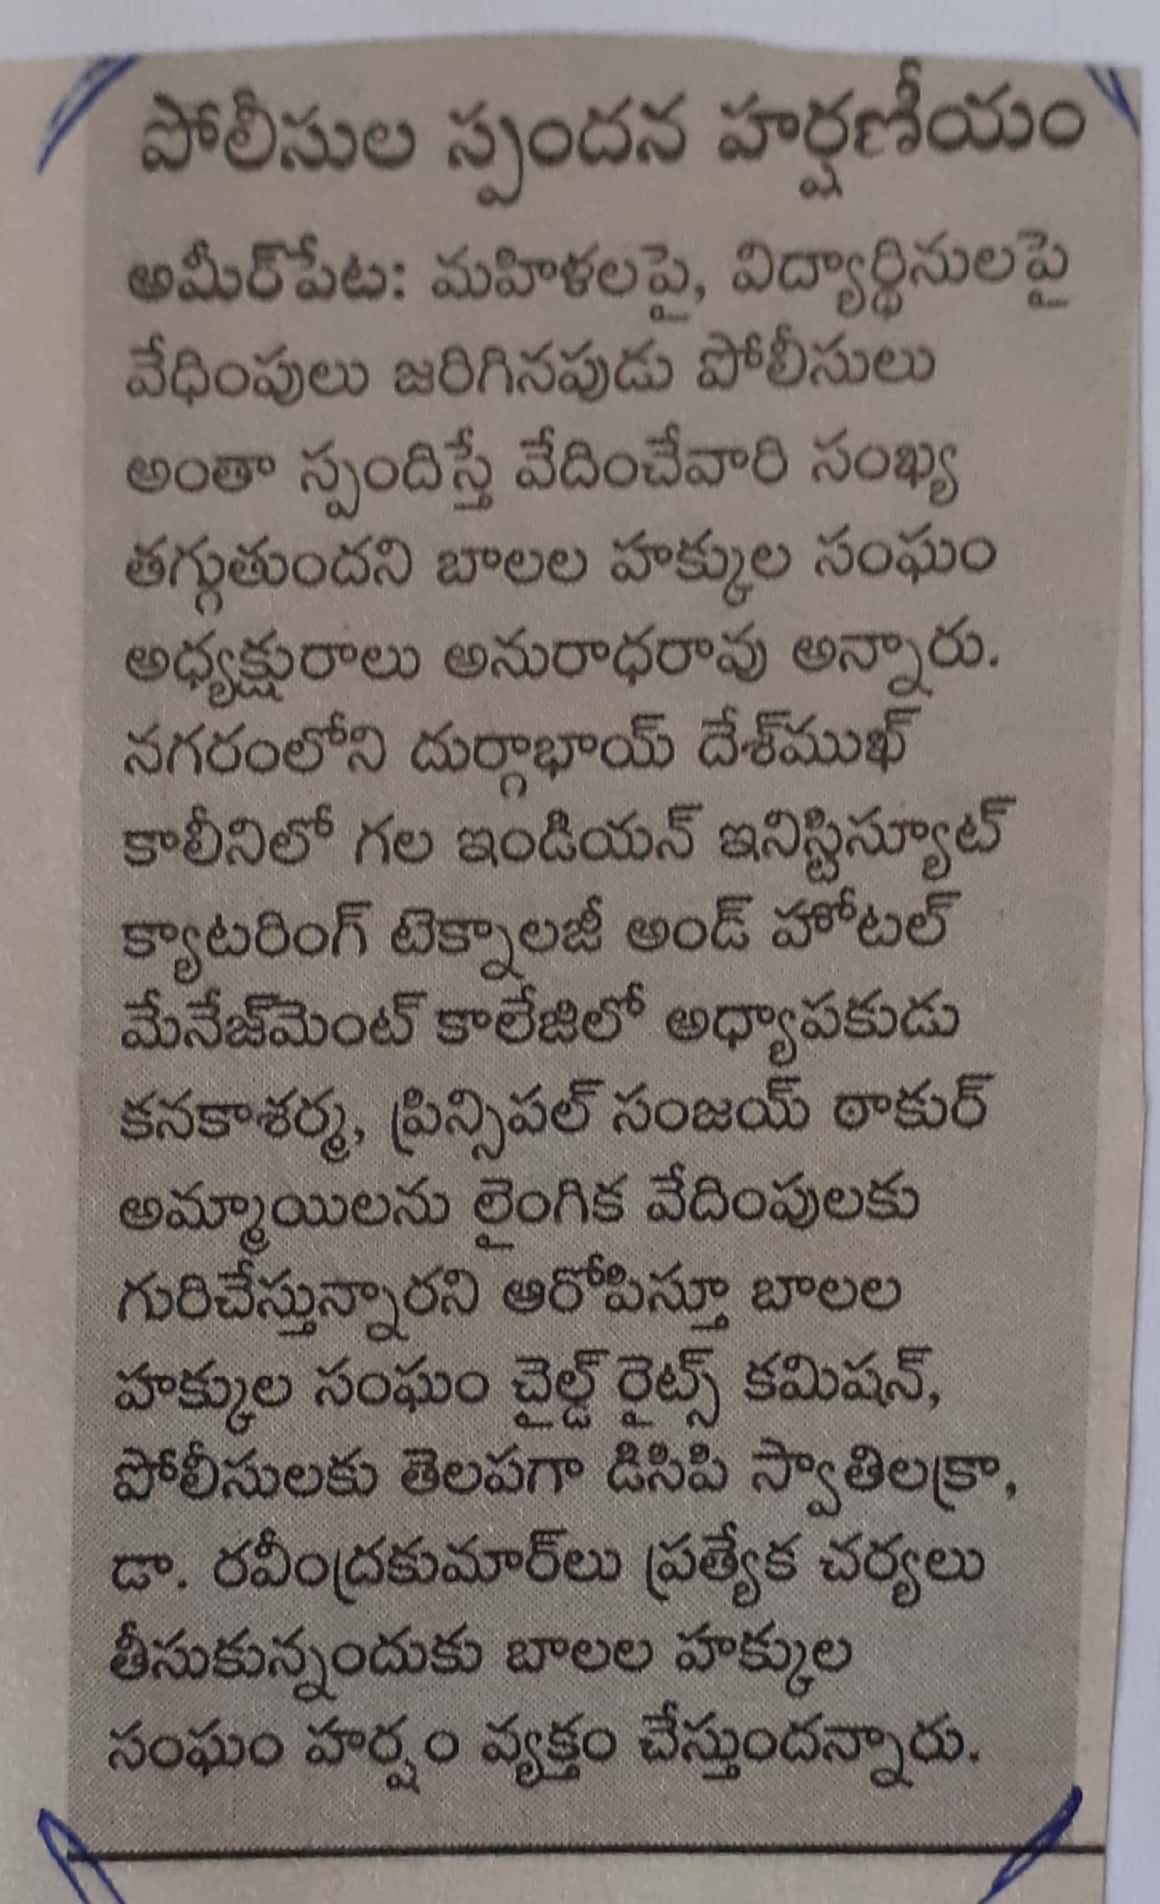 పోలీసుల స్పందన హర్షణీయం
అమీర్‌పేట: మహిళలపై, విద్యార్థినులపై
వేధింపులు జరిగినపుడు పోలీసులు
అంతా స్పందిస్తే వేదించేవారి సంఖ్య
తగ్గుతుందని బాలల హక్కుల సంఘం
అధ్యక్షురాలు అనురాధరావు అన్నారు.
నగరంలోని దుర్గాభాయ్ దేశ్‌ముఖ్
కాలీనిలో గల ఇండియన్ ఇనిస్టిస్యూట్
క్యాటరింగ్ టెక్నాలజీ అండ్ హోటల్
మేనేజ్‌మెంట్ కాలేజిలో అధ్యాపకుడు
కనకాశర్మ, ప్రిన్సిపల్ సంజయ్ ఠాకుర్
అమ్మాయిలను లైంగిక వేదింపులకు
గురిచేస్తున్నారని ఆరోపిస్తూ బాలల
హక్కుల సంఘం చైల్డ్ రైట్స్ కమిషన్,
పోలీసులకు తెలపగా డిసిపి స్వాతిలక్రా,
డా. రవీంద్రకుమార్‌లు ప్రత్యేక చర్యలు
తీసుకున్నందుకు బాలల హక్కుల
సంఘం హర్షం వ్యక్తం చేస్తుందన్నారు.